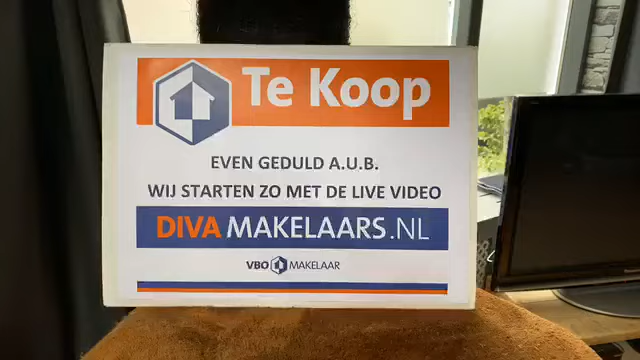 Te Koop
EVEN GEDULD A.U.B.
WIJ STARTEN ZO MET DE LIVE VIDEO
DIVA MAKELAARS.NL
VBO MAKELAAR